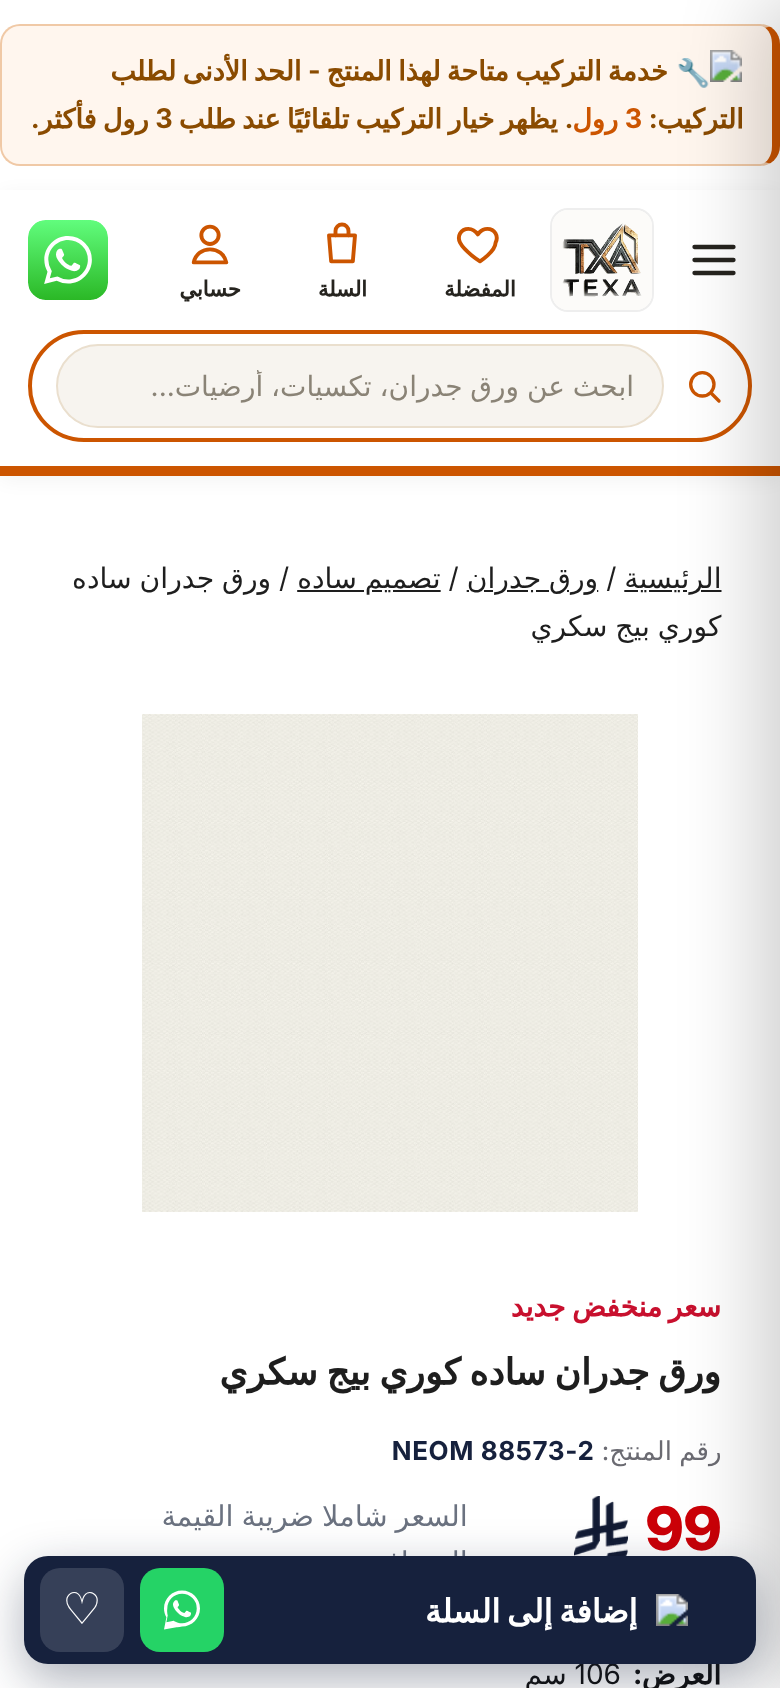 🔧 خدمة التركيب متاحة لهذا المنتج - الحد الأدنى لطلب
التركيب: 3 رول. يظهر خيار التركيب تلقائيًا عند طلب 3 رول فأكثر.
TXA
TEXA
المفضلة
السلة
حسابي
ابحث عن ورق جدران، تكسيات، أرضيات...
الرئيسية / ورق جدران / تصميم ساده / ورق جدران ساده
كوري بيج سكري
سعر منخفض جديد
ورق جدران ساده كوري بيج سكري
رقم المنتج: NEOM 88573-2
99
السعر شاملا ضريبة القيمة
إضافة إلى السلة
العرض: 106 سم